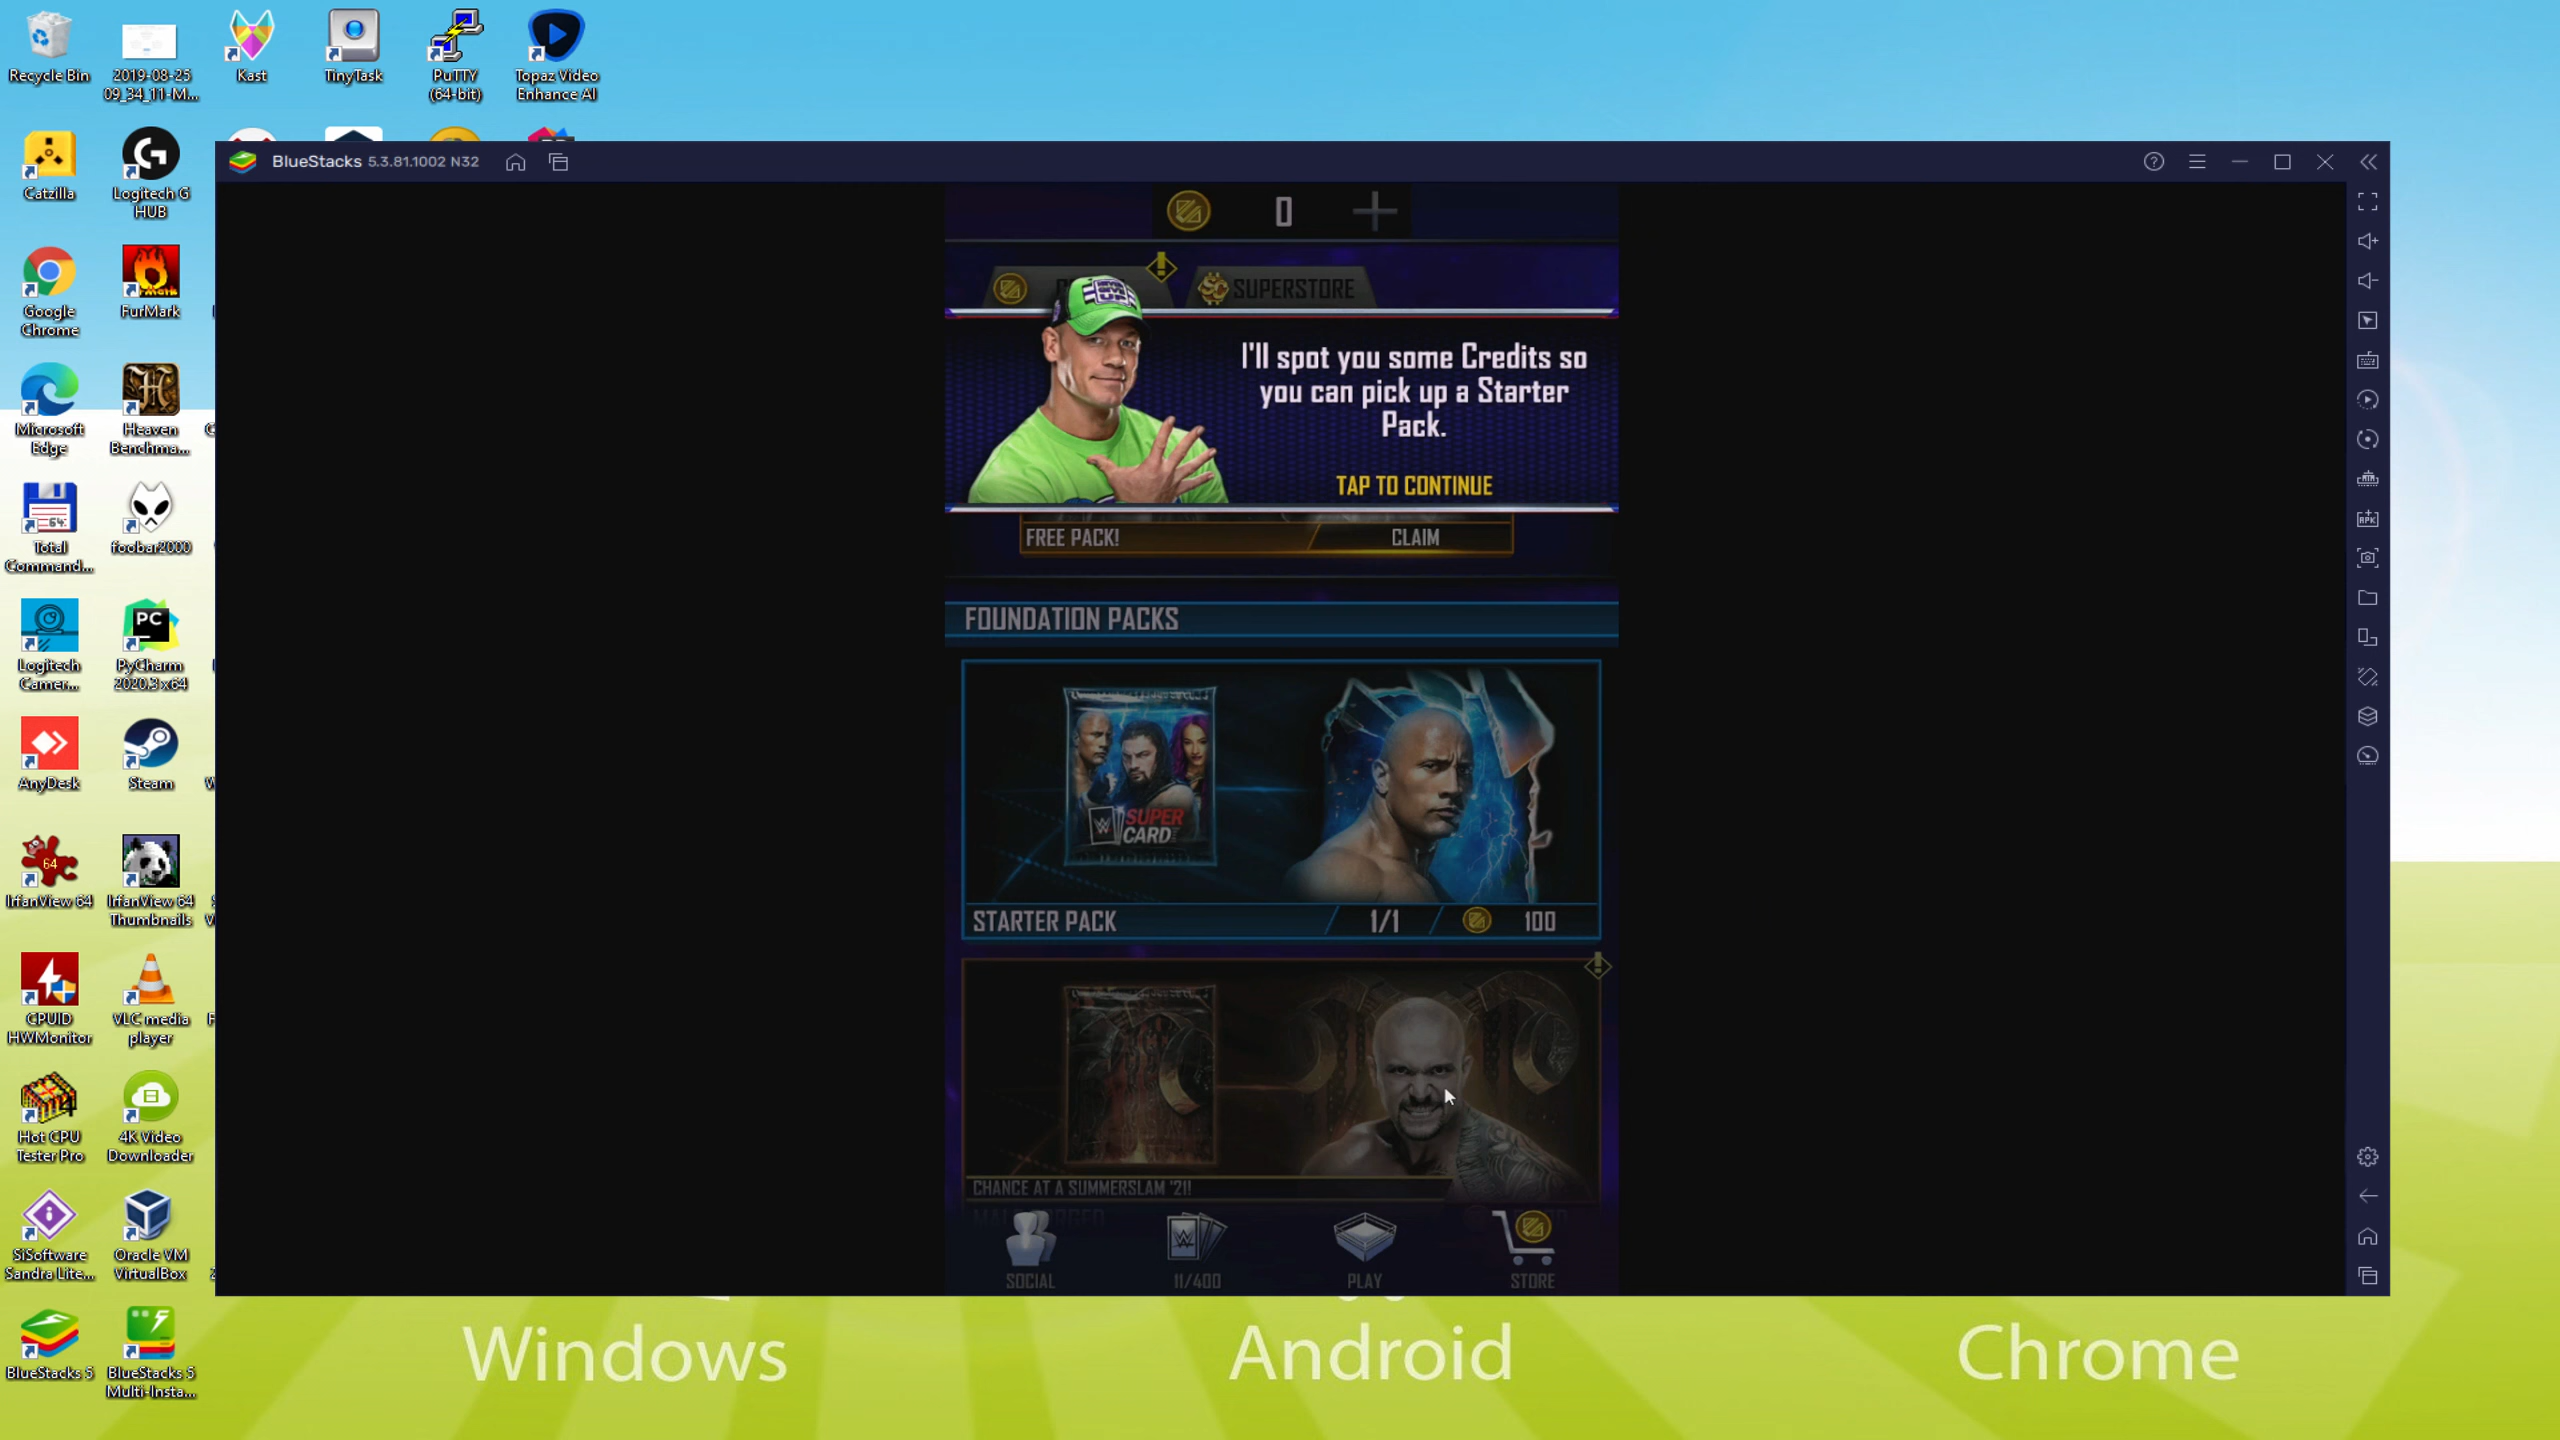 Recycle Bin
2019-08-25
09_34_11-M...
Kast
TinyTask
PuTTY
(64-bit)
Topaz Video
Enhance AI
Catzilla
Logitech G
HUB
Google
Chrome
FurMark
Microsoft
Edge
Heaven
Benchma...
Total
Command...
foobar2000
Logitech
Camer...
PyCharm
2020.3 x64
AnyDesk
Steam
IrfanView 64
IrfanView 64
Thumbnails
CPUID
HWMonitor
VLC media
player
Hot CPU
Tester Pro
4K Video
Downloader
SiSoftware
Sandra Lite...
Oracle VM
VirtualBox
BlueStacks 5
BlueStacks 5
Multi-Insta...
BlueStacks 5.3.81.1002 N32
0
SUPERSTORE
I'll spot you some Credits so
you can pick up a Starter
Pack.
TAP TO CONTINUE
FREE PACK!
CLAIM
FOUNDATION PACKS
SUPER
CARD
STARTER PACK
1/1
100
CHANCE AT A SUMMERSLAM '21!
SOCIAL
11/400
PLAY
STORE
Windows
Android
Chrome